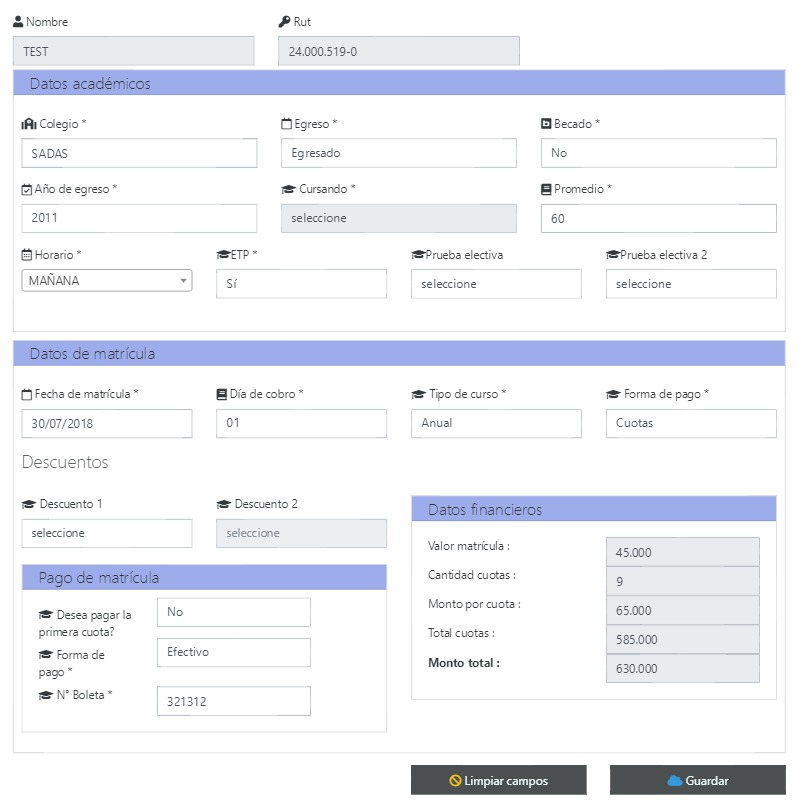 Nombre
Rut
TEST
24.000.519-0
Datos académicos
Colegio *
Egreso *
Becado *
SADAS
Egresado
No
Año de egreso *
Cursando *
Promedio *
2011
seleccione
60
Horario *
ETP *
Prueba electiva
Prueba electiva 2
MAÑANA
Sí
seleccione
seleccione
Datos de matrícula
Fecha de matrícula *
Día de cobro *
Tipo de curso *
Forma de pago *
30/07/2018
01
Anual
Cuotas
Descuentos
Descuento 1
Descuento 2
seleccione
seleccione
Pago de matrícula
Desea pagar la
primera cuota?
No
Forma de
pago *
Efectivo
N° Boleta *
321312
Datos financieros
Valor matrícula :
45.000
Cantidad cuotas :
9
Monto por cuota :
65.000
Total cuotas :
585.000
Monto total :
630.000
Limpiar campos
Guardar